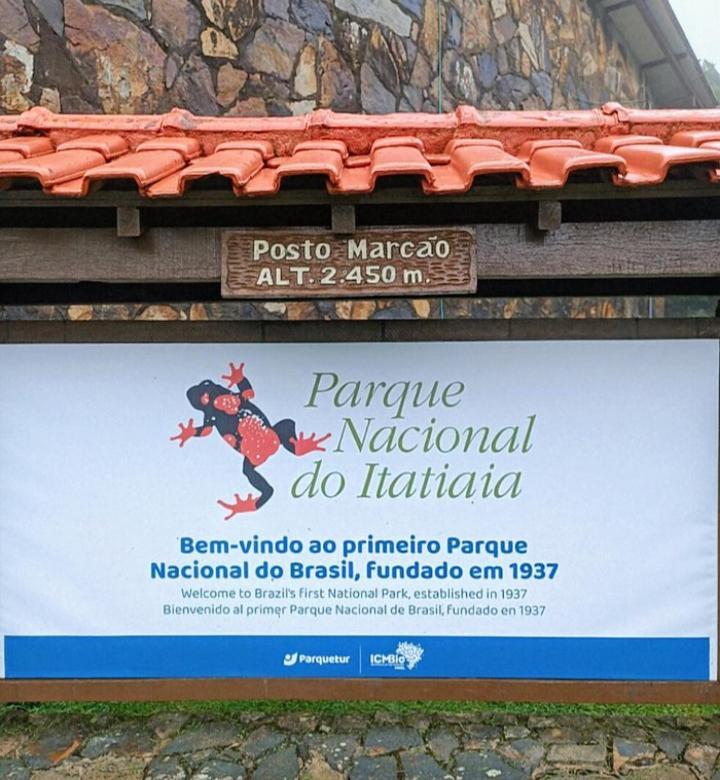 Posto Marcão
ALT. 2.450 m.
Parque
Nacional
do Itatiaia
Bem-vindo ao primeiro Parque
Nacional do Brasil, fundado em 1937
Welcome to Brazil's first National Park, established in 1937
Bienvenido al primer Parque Nacional de Brasil, fundado en 1937
Parquetur
ICMBio